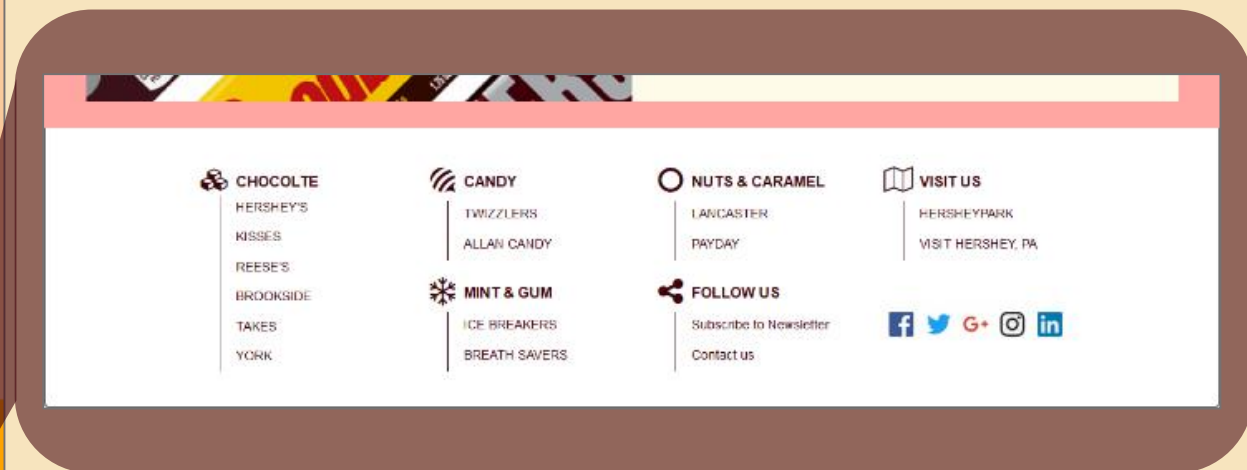 CHOCOLTE
HERSHEY'S
KISSES
REESE'S
BROOKSIDE
TAKES
YORK
CANDY
TWIZZLERS
ALLAN CANDY
MINT & GUM
ICE BREAKERS
BREATH SAVERS
NUTS & CARAMEL
LANCASTER
PAYDAY
FOLLOW US
Subscribe to Newsletter
Contact us
VISIT US
HERSHEYPARK
VISIT HERSHEY, PA
f G+ in